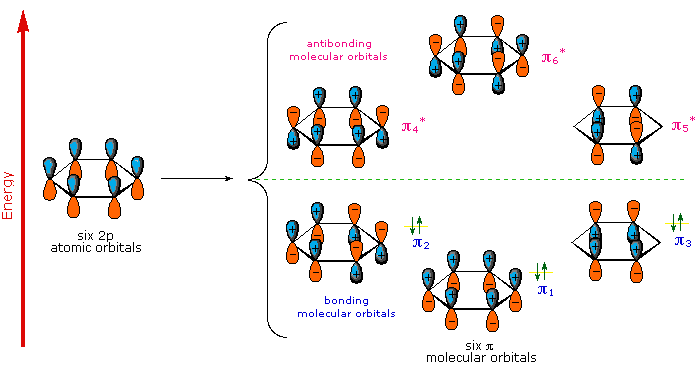 Energy
six 2p
atomic orbitals
antibonding
molecular orbitals
π6*
π4*
π5*
π2
π3
bonding
molecular orbitals
π1
six π
molecular orbitals